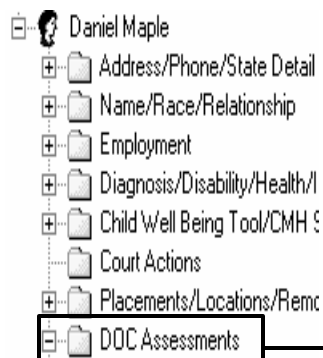 Daniel Maple
Address/Phone/State Detail
Name/Race/Relationship
Employment
Diagnosis/Disability/Health/
Child Well Being Tool/CMH
Court Actions
Placements/Locations/Remo
DOC Assessments